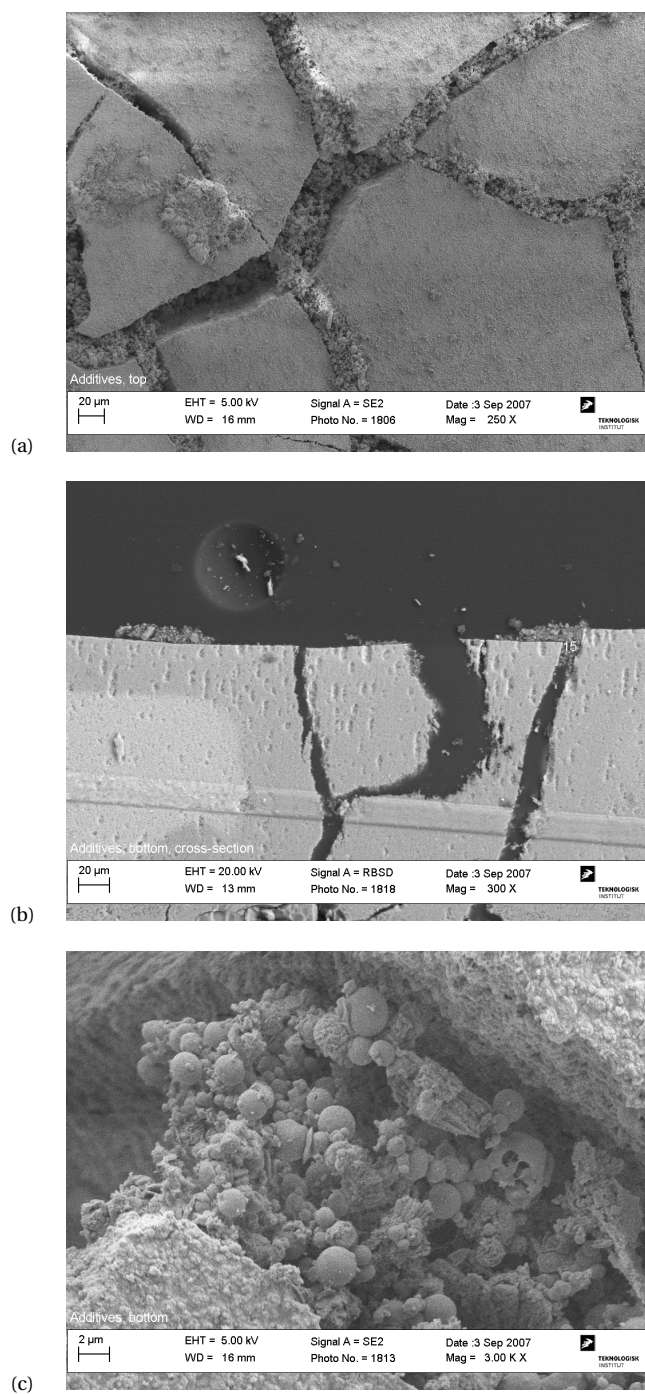 Additives, top
20 µm
EHT = 5.00 kV
Signal A = SE2
Date :3 Sep 2007
WD = 16 mm
Photo No. = 1806
Mag = 250 X
TEKNOLOGISK
INSTITUT
(a)
15
Additives, bottom, cross-section
20 µm
EHT = 20.00 kV
Signal A = RBSD
Date :3 Sep 2007
WD = 13 mm
Photo No. = 1818
Mag = 300 X
TEKNOLOGISK
INSTITUT
(b)
Additives, bottom
2 µm
EHT = 5.00 kV
Signal A = SE2
Date :3 Sep 2007
WD = 16 mm
Photo No. = 1813
Mag = 3.00 K X
TEKNOLOGISK
INSTITUT
(c)